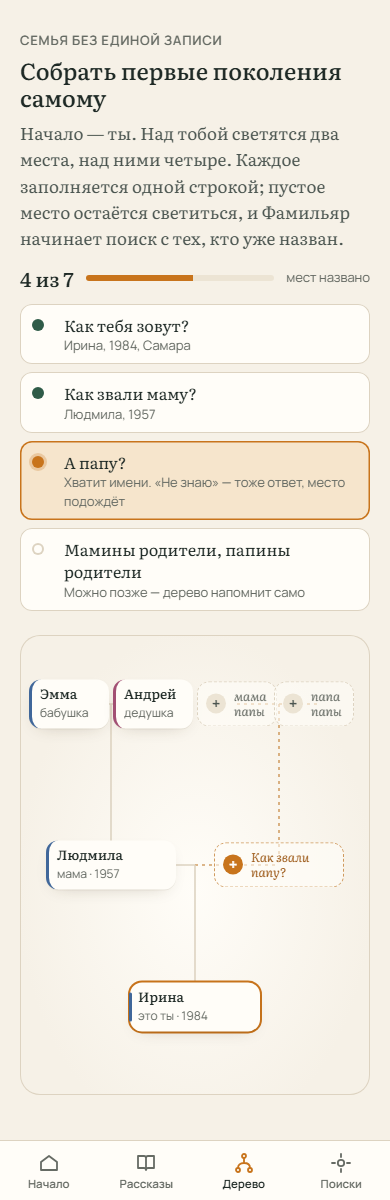 СЕМЬЯ БЕЗ ЕДИНОЙ ЗАПИСИ
Собрать первые поколения
самому
Начало — ты. Над тобой светятся два
места, над ними четыре. Каждое
заполняется одной строкой; пустое
место остаётся светиться, и Фамильяр
начинает поиск с тех, кто уже назван.
4 из 7
мест названо
Как тебя зовут?
Ирина, 1984, Самара
Как звали маму?
Людмила, 1957
А папу?
Хватит имени. «Не знаю» — тоже ответ, место
подождёт
Мамины родители, папины
родители
Можно позже — дерево напомнит само
Эмма
бабушка
Андрей
дедушка
+ мама
папы
+ папа
папы
Людмила
мама · 1957
+ Как звали
папу?
Ирина
это ты · 1984
Начало
Рассказы
Дерево
Поиски